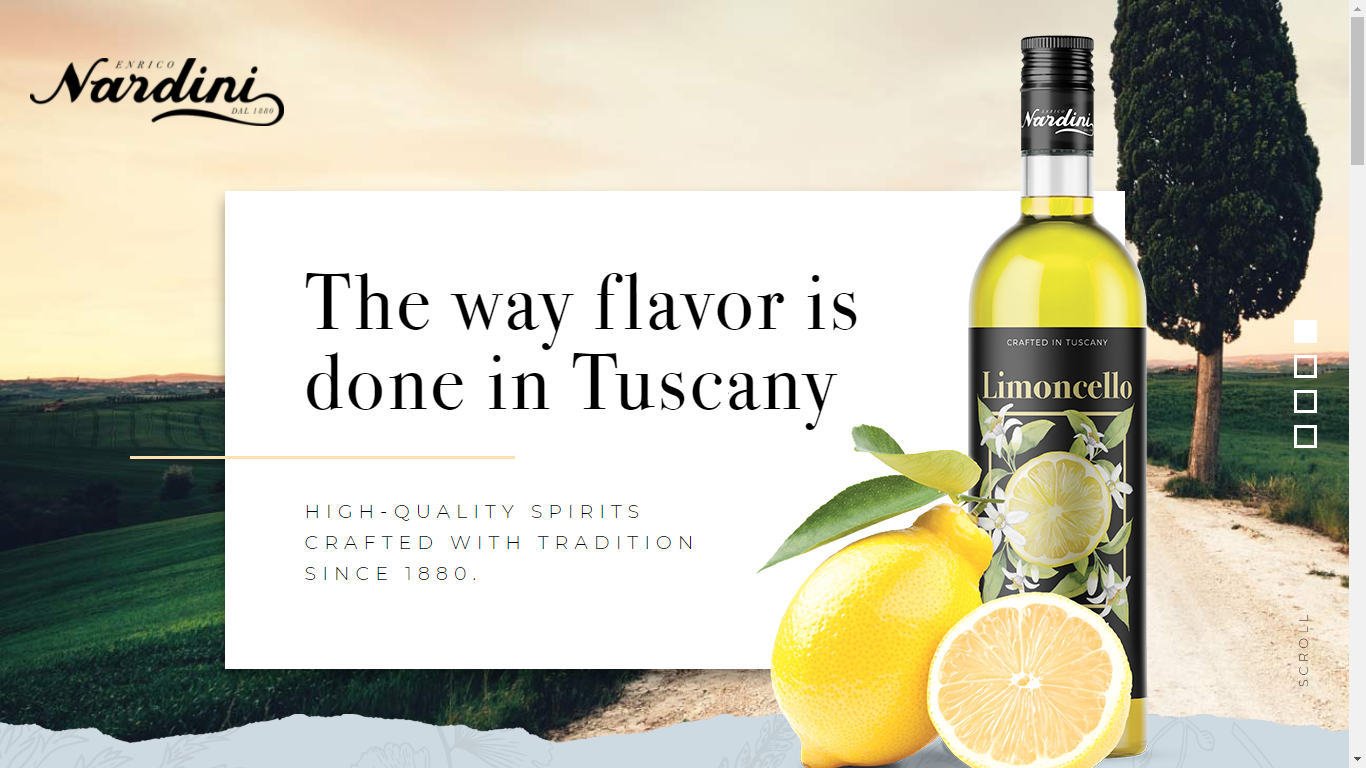 ENRICO
Nardini
DAL 1880
ENRICO
Nardini
The way flavor is
done in Tuscany
HIGH-QUALITY SPIRITS
CRAFTED WITH TRADITION
SINCE 1880.
CRAFTED IN TUSCANY
Limoncello
SCROLL